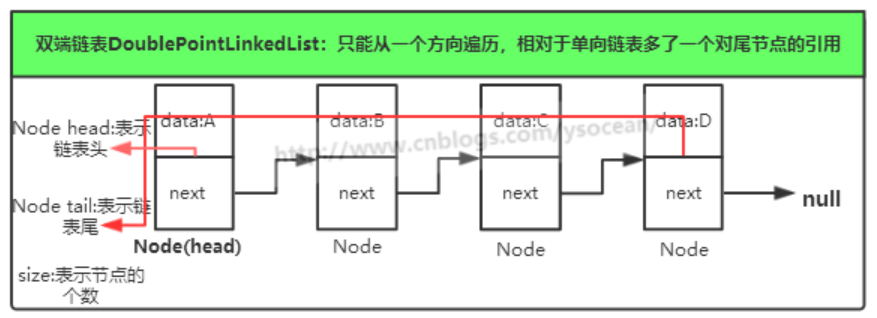 双端链表DoublePointLinkedList：只能从一个方向遍历，相对于单向链表多了一个对尾节点的引用
data:A
data:B
data:C
data:D
Node head:表示
链表头
http://www.cnblogs.com/ysocean/
next
next
next
next
null
Node tail:表示链
表尾
Node(head)
Node
Node
Node
size:表示节点的
个数